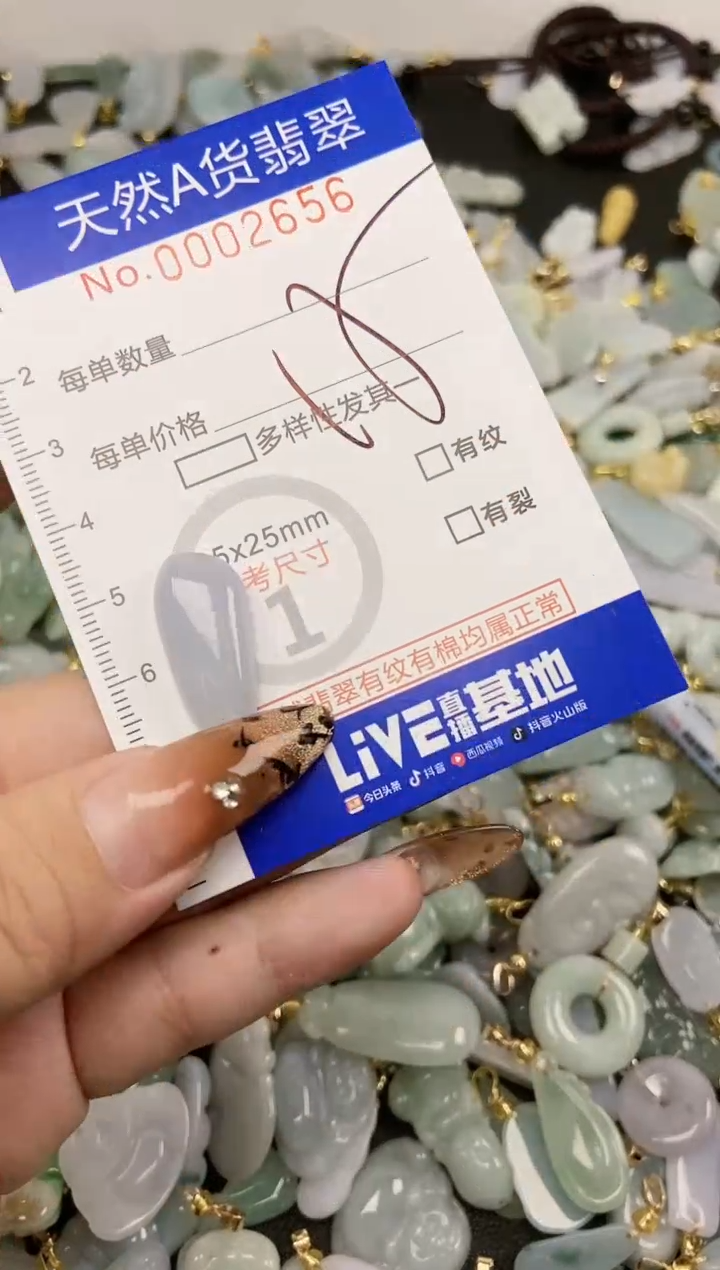 天然A货翡翠
No.0002656
2
每单数量
3
每单价格 18
多样性发其一
有纹
4
有裂
5x25mm
5
考尺寸
1
6
翡翠有纹有棉均属正常
LiVE直播基地
今日头条 抖音 西瓜视频 抖音火山版